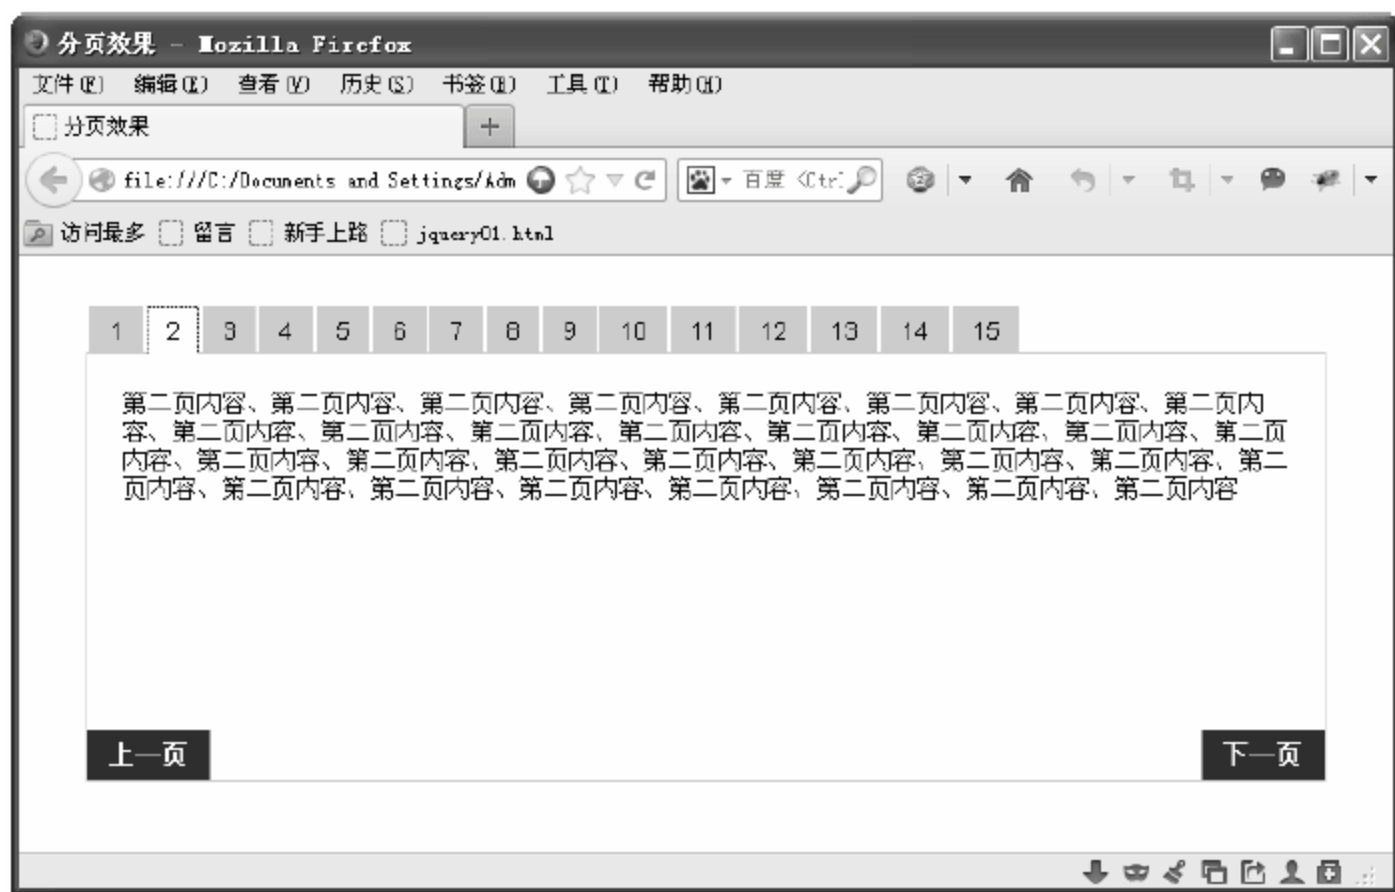 分页效果 - Mozilla Firefox
文件(F) 编辑(E) 查看(V) 历史(S) 书签(B) 工具(T) 帮助(H)
分页效果 +
file:///C:/Documents and Settings/Adm 百度 <Ctrl
访问最多 留言 新手上路 jquery01.html
1 2 3 4 5 6 7 8 9 10 11 12 13 14 15
第二页内容、第二页内容、第二页内容、第二页内容、第二页内容、第二页内容、第二页内容、第二页内
容、第二页内容、第二页内容、第二页内容、第二页内容、第二页内容、第二页内容、第二页内容、第二页
内容、第二页内容、第二页内容、第二页内容、第二页内容、第二页内容、第二页内容、第二页内容、第二
页内容、第二页内容、第二页内容、第二页内容、第二页内容、第二页内容、第二页内容、第二页内容
上一页 下一页